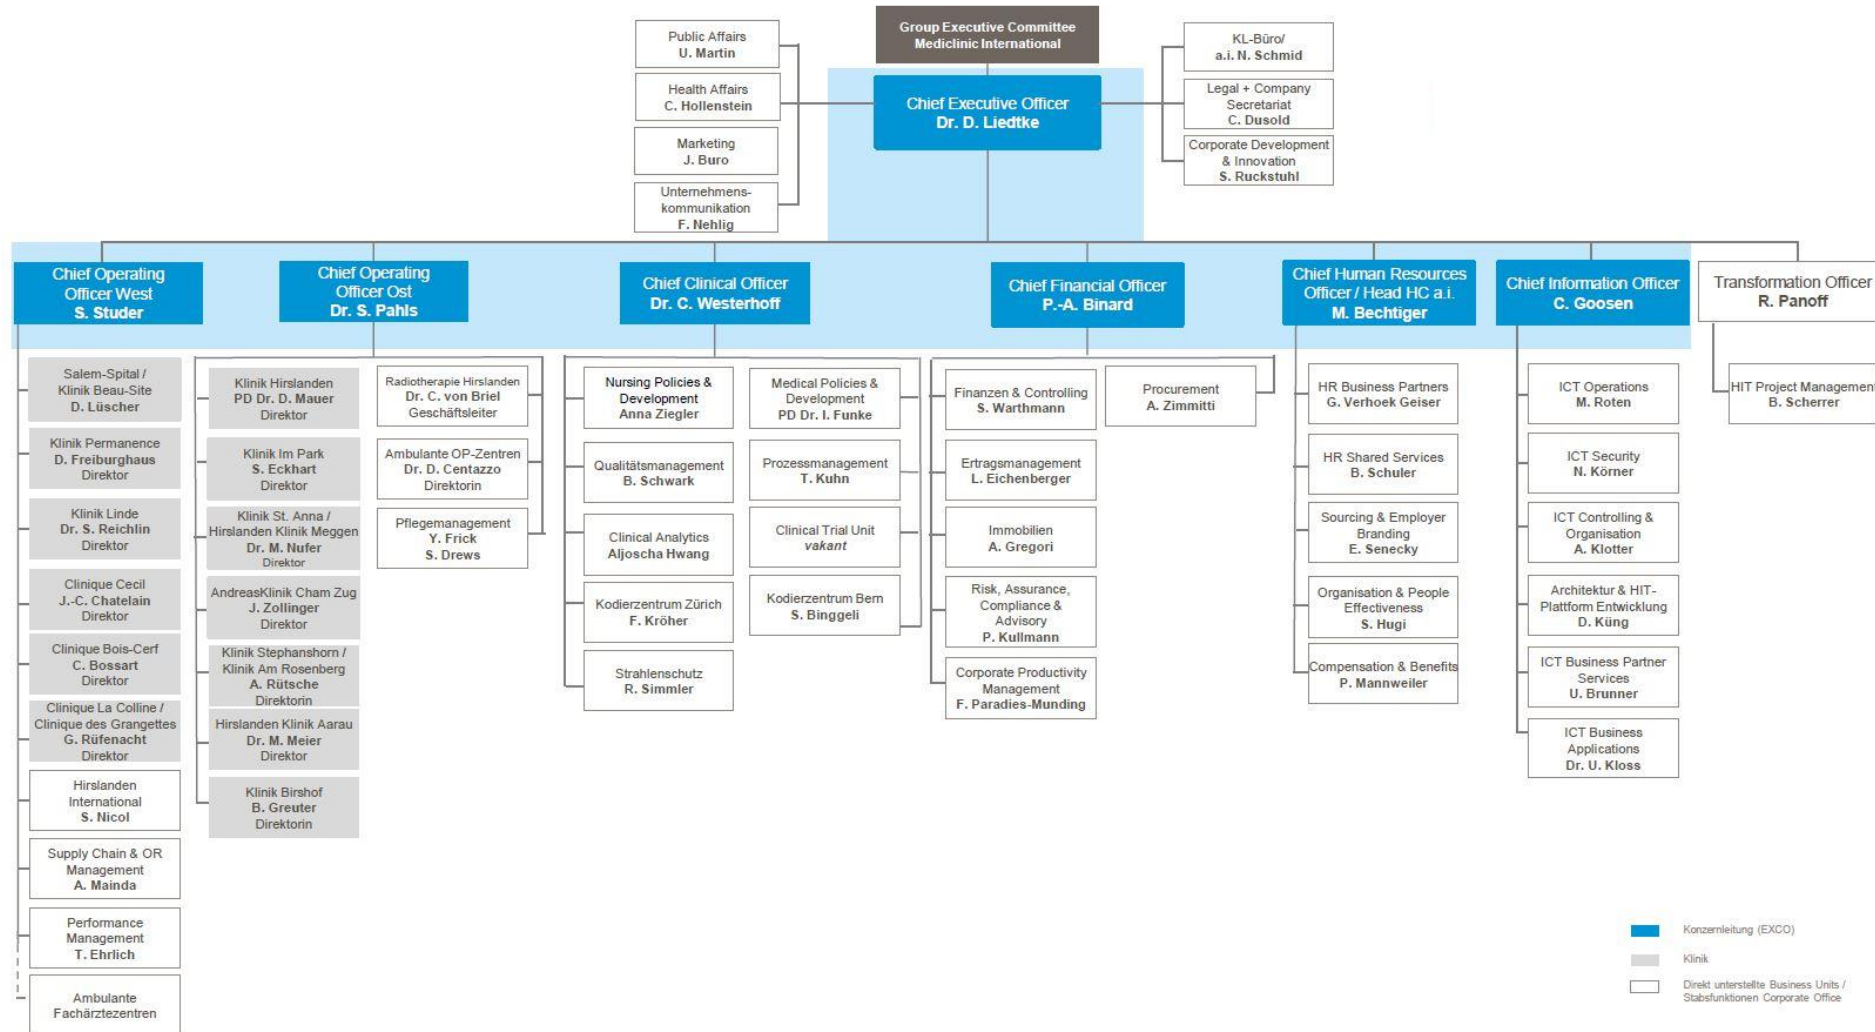 Group Executive Committee
Mediclinic International
Public Affairs
U. Martin
Health Affairs
C. Hollenstein
Marketing
J. Buro
Unternehmens-
kommunikation
F. Nehlig
Chief Executive Officer
Dr. D. Liedtke
KL-Büro/
a.i. N. Schmid
Legal + Company
Secretariat
C. Dusold
Corporate Development
& Innovation
S. Ruckstuhl
Chief Operating
Officer West
S. Studer
Chief Operating
Officer Ost
Dr. S. Pahls
Chief Clinical Officer
Dr. C. Westerhoff
Chief Financial Officer
P.-A. Binard
Chief Human Resources
Officer / Head HC a.i.
M. Bechtiger
Chief Information Officer
C. Goosen
Transformation Officer
R. Panoff
Salem-Spital /
Klinik Beau-Site
D. Lüscher
Klinik Permanence
D. Freiburghaus
Direktor
Klinik Linde
Dr. S. Reichlin
Direktor
Clinique Cecil
J.-C. Chatelain
Direktor
Clinique Bois-Cerf
C. Bossart
Direktor
Clinique La Colline /
Clinique des Grangettes
G. Rüfenacht
Direktor
Hirslanden
International
S. Nicol
Supply Chain & OR
Management
A. Mainda
Performance
Management
T. Ehrlich
Ambulante
Fachärztezentren
Klinik Hirslanden
PD Dr. D. Mauer
Direktor
Klinik Im Park
S. Eckhart
Direktor
Klinik St. Anna /
Hirslanden Klinik Meggen
Dr. M. Nufer
Direktor
AndreasKlinik Cham Zug
J. Zollinger
Direktor
Klinik Stephanshorn /
Klinik Am Rosenberg
A. Rütsche
Direktorin
Hirslanden Klinik Aarau
Dr. M. Meier
Direktor
Klinik Birshof
B. Greuter
Direktorin
Radiotherapie Hirslanden
Dr. C. von Briel
Geschäftsleiter
Ambulante OP-Zentren
Dr. D. Centazzo
Direktorin
Pflegemanagement
Y. Frick
S. Drews
Nursing Policies &
Development
Anna Ziegler
Qualitätsmanagement
B. Schwark
Clinical Analytics
Aljoscha Hwang
Kodierzentrum Zürich
F. Kröher
Strahlenschutz
R. Simmler
Medical Policies &
Development
PD Dr. I. Funke
Prozessmanagement
T. Kuhn
Clinical Trial Unit
vakant
Kodierzentrum Bern
S. Binggeli
Finanzen & Controlling
S. Warthmann
Ertragsmanagement
L. Eichenberger
Immobilien
A. Gregori
Risk, Assurance,
Compliance &
Advisory
P. Kullmann
Corporate Productivity
Management
F. Paradies-Munding
Procurement
A. Zimmitti
HR Business Partners
G. Verhoek Geiser
HR Shared Services
B. Schuler
Sourcing & Employer
Branding
E. Senecky
Organisation & People
Effectiveness
S. Hugi
Compensation & Benefits
P. Mannweiler
ICT Operations
M. Roten
ICT Security
N. Körner
ICT Controlling &
Organisation
A. Klotter
Architektur & HIT-
Plattform Entwicklung
D. Küng
ICT Business Partner
Services
U. Brunner
ICT Business
Applications
Dr. U. Kloss
HIT Project Management
B. Scherrer
Konzernleitung (EXCO)
Klinik
Direkt unterstellte Business Units /
Stabsfunktionen Corporate Office